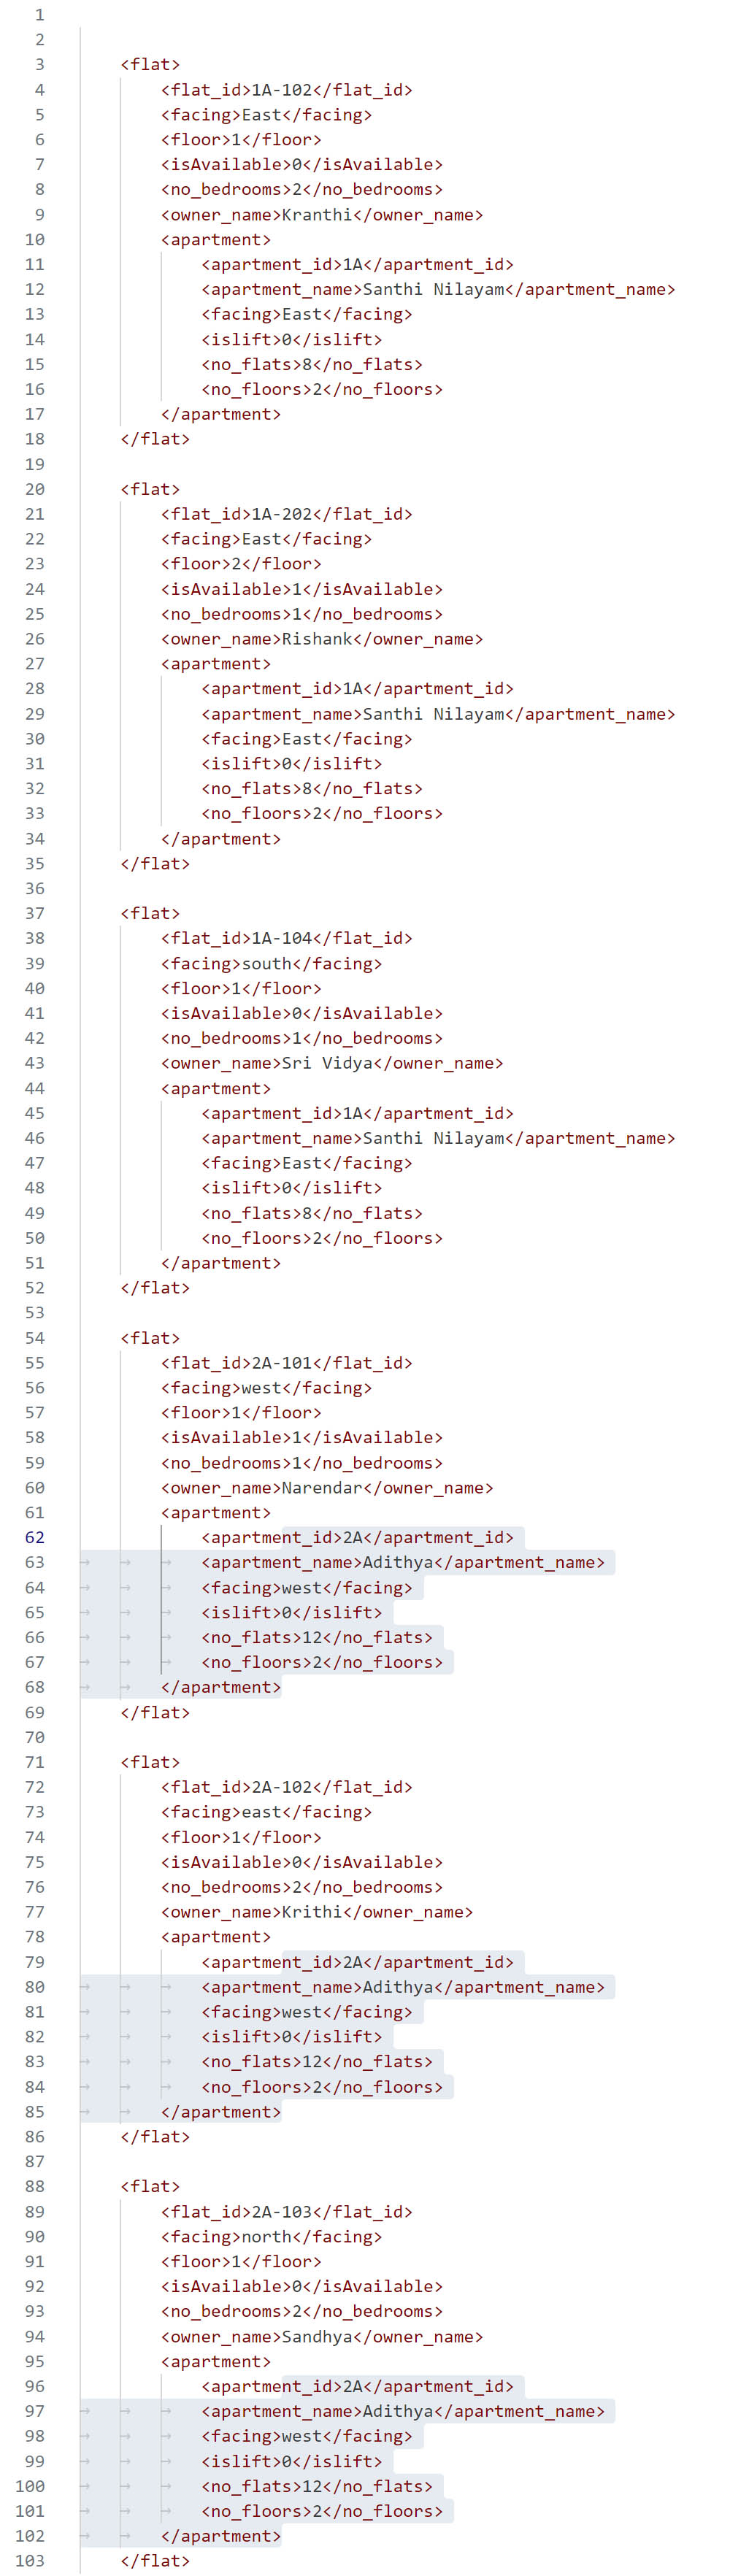 1
2
3 <flat>
4 <flat_id>1A-102</flat_id>
5 <facing>East</facing>
6 <floor>1</floor>
7 <isAvailable>0</isAvailable>
8 <no_bedrooms>2</no_bedrooms>
9 <owner_name>Kranthi</owner_name>
10 <apartment>
11 <apartment_id>1A</apartment_id>
12 <apartment_name>Santhi Nilayam</apartment_name>
13 <facing>East</facing>
14 <islift>0</islift>
15 <no_flats>8</no_flats>
16 <no_floors>2</no_floors>
17 </apartment>
18 </flat>
19
20 <flat>
21 <flat_id>1A-202</flat_id>
22 <facing>East</facing>
23 <floor>2</floor>
24 <isAvailable>1</isAvailable>
25 <no_bedrooms>1</no_bedrooms>
26 <owner_name>Rishank</owner_name>
27 <apartment>
28 <apartment_id>1A</apartment_id>
29 <apartment_name>Santhi Nilayam</apartment_name>
30 <facing>East</facing>
31 <islift>0</islift>
32 <no_flats>8</no_flats>
33 <no_floors>2</no_floors>
34 </apartment>
35 </flat>
36
37 <flat>
38 <flat_id>1A-104</flat_id>
39 <facing>south</facing>
40 <floor>1</floor>
41 <isAvailable>0</isAvailable>
42 <no_bedrooms>1</no_bedrooms>
43 <owner_name>Sri Vidya</owner_name>
44 <apartment>
45 <apartment_id>1A</apartment_id>
46 <apartment_name>Santhi Nilayam</apartment_name>
47 <facing>East</facing>
48 <islift>0</islift>
49 <no_flats>8</no_flats>
50 <no_floors>2</no_floors>
51 </apartment>
52 </flat>
53
54 <flat>
55 <flat_id>2A-101</flat_id>
56 <facing>west</facing>
57 <floor>1</floor>
58 <isAvailable>1</isAvailable>
59 <no_bedrooms>1</no_bedrooms>
60 <owner_name>Narendar</owner_name>
61 <apartment>
62 <apartment_id>2A</apartment_id>
63 <apartment_name>Adithya</apartment_name>
64 <facing>west</facing>
65 <islift>0</islift>
66 <no_flats>12</no_flats>
67 <no_floors>2</no_floors>
68 </apartment>
69 </flat>
70
71 <flat>
72 <flat_id>2A-102</flat_id>
73 <facing>east</facing>
74 <floor>1</floor>
75 <isAvailable>0</isAvailable>
76 <no_bedrooms>2</no_bedrooms>
77 <owner_name>Krithi</owner_name>
78 <apartment>
79 <apartment_id>2A</apartment_id>
80 <apartment_name>Adithya</apartment_name>
81 <facing>west</facing>
82 <islift>0</islift>
83 <no_flats>12</no_flats>
84 <no_floors>2</no_floors>
85 </apartment>
86 </flat>
87
88 <flat>
89 <flat_id>2A-103</flat_id>
90 <facing>north</facing>
91 <floor>1</floor>
92 <isAvailable>0</isAvailable>
93 <no_bedrooms>2</no_bedrooms>
94 <owner_name>Sandhya</owner_name>
95 <apartment>
96 <apartment_id>2A</apartment_id>
97 <apartment_name>Adithya</apartment_name>
98 <facing>west</facing>
99 <islift>0</islift>
100 <no_flats>12</no_flats>
101 <no_floors>2</no_floors>
102 </apartment>
103 </flat>